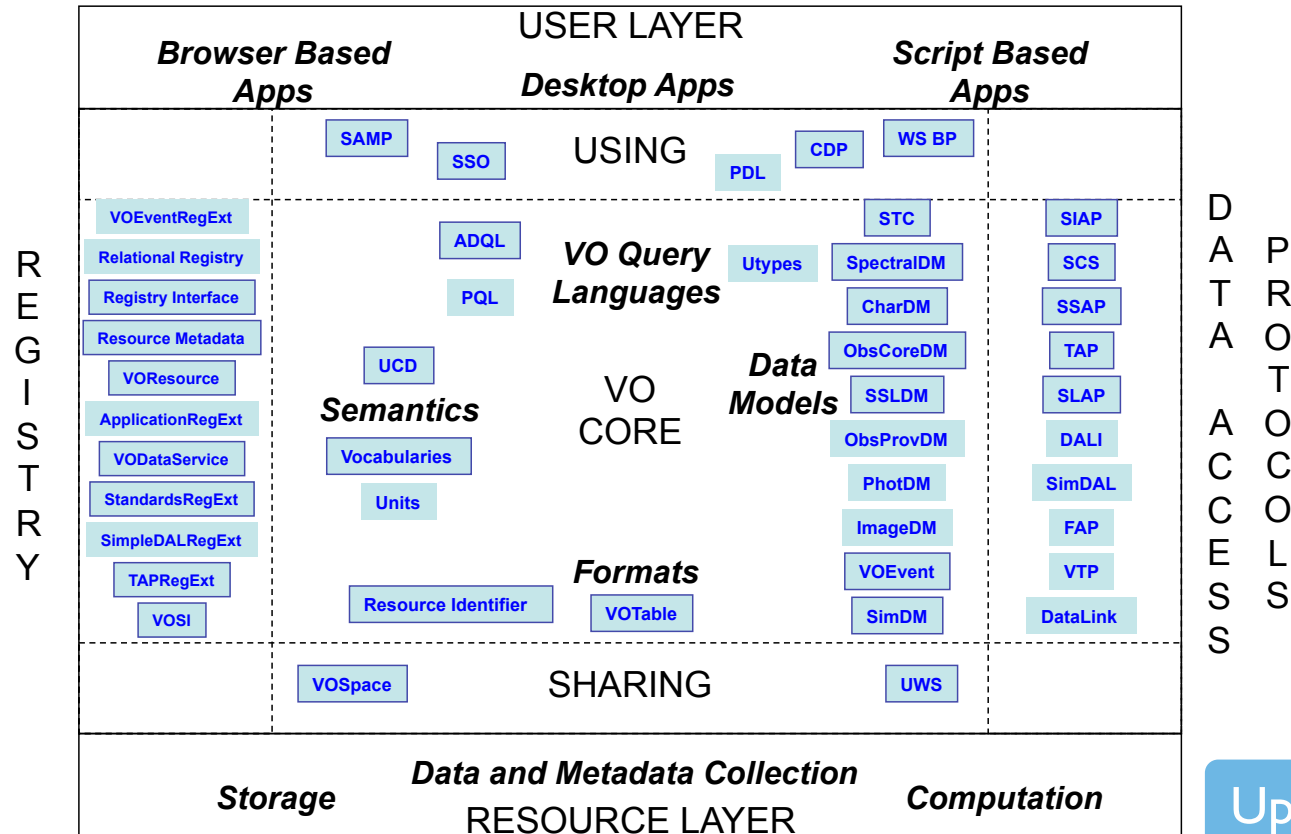 USER LAYER
Browser Based
Apps
Desktop Apps
Script Based
Apps
SAMP
SSO
USING
PDL
CDP
WS BP
REGISTRY
VOEventRegExt
Relational Registry
Registry Interface
Resource Metadata
VOResource
ApplicationRegExt
VODataService
StandardsRegExt
SimpleDALRegExt
TAPRegExt
VOSI
ADQL
PQL
VO Query
Languages
UCD
Semantics
Vocabularies
Units
VO
CORE
Formats
Resource Identifier
VOTable
Utypes
Data
Models
STC
SpectralDM
CharDM
ObsCoreDM
SSLDM
ObsProvDM
PhotDM
ImageDM
VOEvent
SimDM
SIAP
SCS
SSAP
TAP
SLAP
DALI
SimDAL
FAP
VTP
DataLink
DATA ACCESS
PROTOCOLS
VOSpace
SHARING
UWS
Storage
Data and Metadata Collection
Computation
RESOURCE LAYER